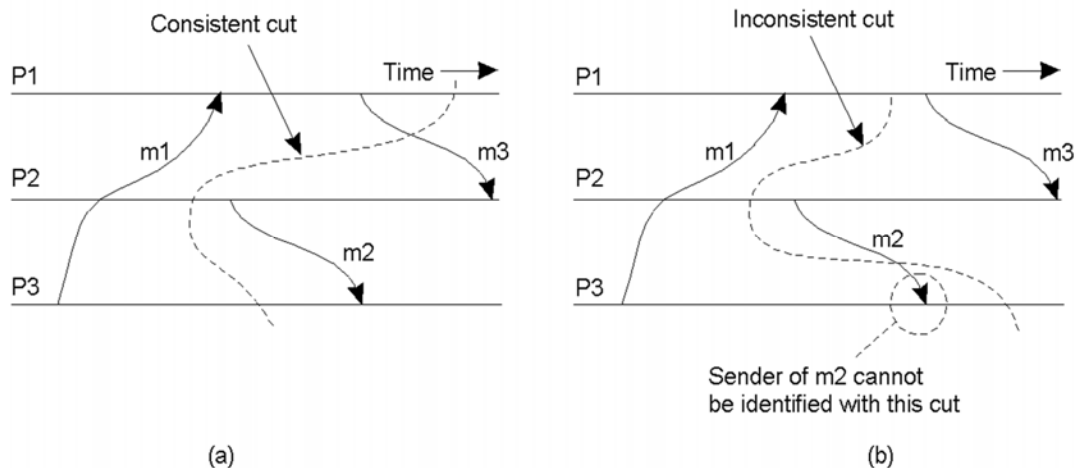 Consistent cut
Time
P1
m1
m3
P2
m2
P3
(a)
Inconsistent cut
Time
P1
m1
m3
P2
m2
P3
Sender of m2 cannot
be identified with this cut
(b)